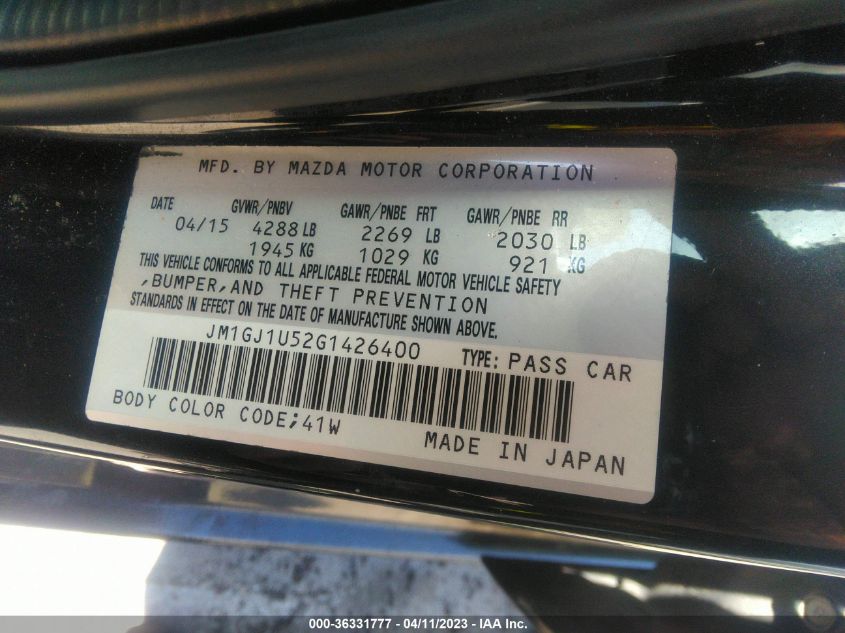 MFD. BY MAZDA MOTOR CORPORATION
DATE GVWR/PNBV GAWR/PNBE FRT GAWR/PNBE RR
04/15 4288 LB 2269 LB 2030 LB
1945 KG 1029 KG 921 KG
THIS VEHICLE CONFORMS TO ALL APPLICABLE FEDERAL MOTOR VEHICLE SAFETY
,BUMPER,AND THEFT PREVENTION
STANDARDS IN EFFECT ON THE DATE OF MANUFACTURE SHOWN ABOVE.
JM1GJ1U52G1426400 TYPE: PASS CAR
BODY COLOR CODE;41W
MADE IN JAPAN
000-36331777 - 04/11/2023 - IAA Inc.